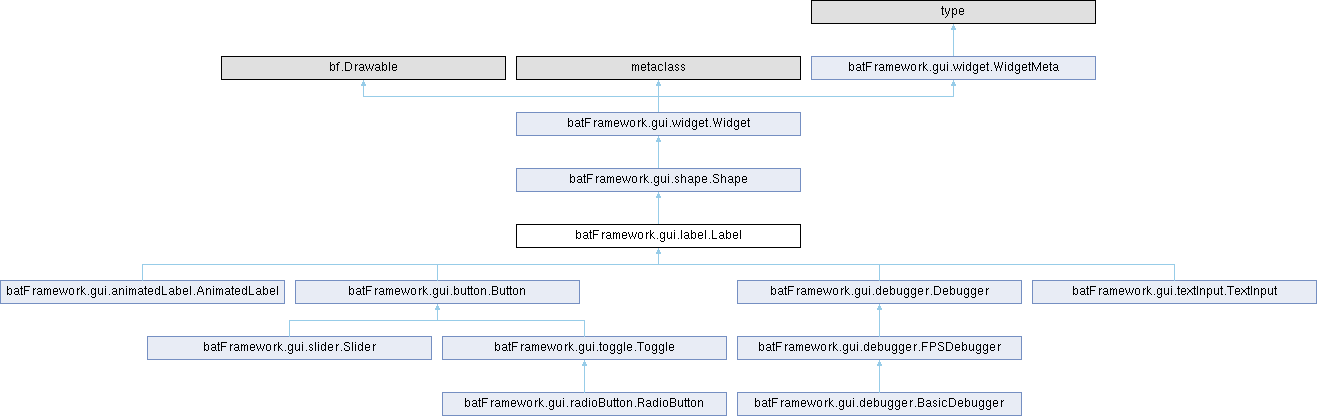 type
bf.Drawable
metaclass
batFramework.gui.widget.WidgetMeta
batFramework.gui.widget.Widget
batFramework.gui.shape.Shape
batFramework.gui.label.Label
batFramework.gui.animatedLabel.AnimatedLabel
batFramework.gui.button.Button
batFramework.gui.debugger.Debugger
batFramework.gui.textInput.TextInput
batFramework.gui.slider.Slider
batFramework.gui.toggle.Toggle
batFramework.gui.debugger.FPSDebugger
batFramework.gui.radioButton.RadioButton
batFramework.gui.debugger.BasicDebugger